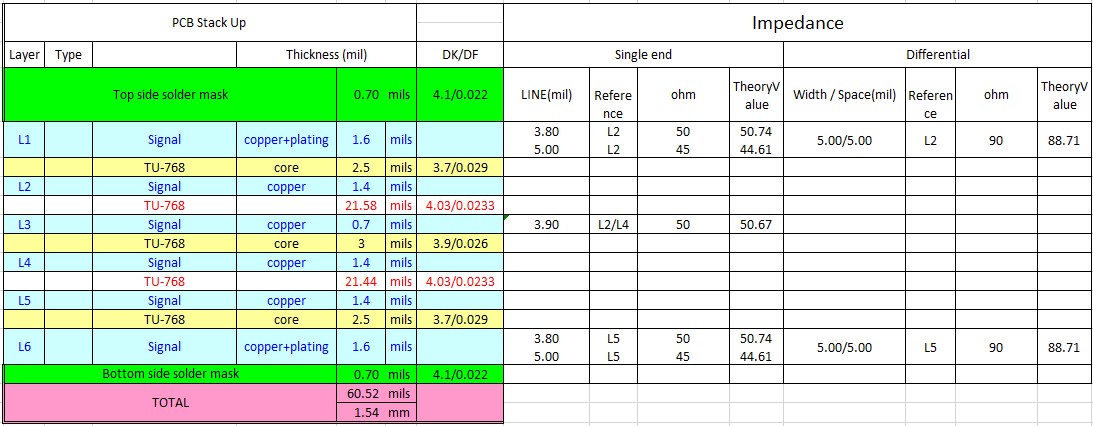 PCB Stack Up Impedance
Layer Type Thickness (mil) DK/DF Single end Differential
Top side solder mask 0.70 mils 4.1/0.022 LINE(mil) Refere nce ohm TheoryV alue Width / Space(mil) Referen ce ohm TheoryV alue
L1 Signal copper+plating 1.6 mils 3.80 L2 50 50.74 5.00/5.00 L2 90 88.71
5.00 L2 45 44.61
TU-768 core 2.5 mils 3.7/0.029
L2 Signal copper 1.4 mils
TU-768 21.58 mils 4.03/0.0233
L3 Signal copper 0.7 mils 3.90 L2/L4 50 50.67
TU-768 core 3 mils 3.9/0.026
L4 Signal copper 1.4 mils
TU-768 21.44 mils 4.03/0.0233
L5 Signal copper 1.4 mils
TU-768 core 2.5 mils 3.7/0.029
L6 Signal copper+plating 1.6 mils 3.80 L5 50 50.74 5.00/5.00 L5 90 88.71
5.00 L5 45 44.61
Bottom side solder mask 0.70 mils 4.1/0.022
TOTAL 60.52 mils
1.54 mm